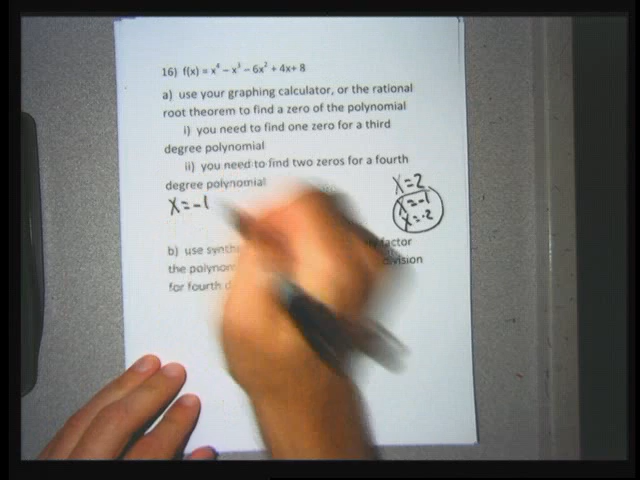 16) f(x) = x⁴ – x³ – 6x² + 4x+ 8
a) use your graphing calculator, or the rational
root theorem to find a zero of the polynomial
i) you need to find one zero for a third
degree polynomial
ii) you need to find two zeros for a fourth
degree polynomial
x=2
x=-1
x=-1
x=-2
b) use factor
the division
for fourth